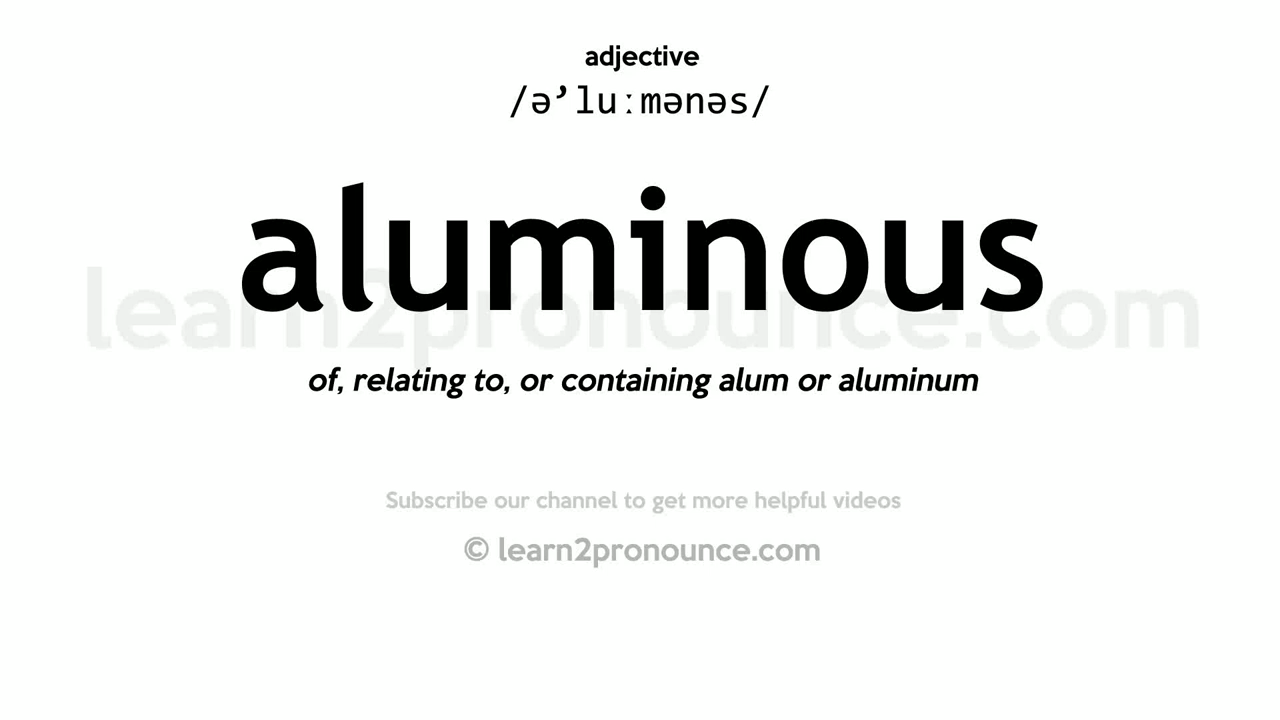 adjective
/ə’luːmənəs/
aluminous
learn2pronounce.com
of, relating to, or containing alum or aluminum
Subscribe our channel to get more helpful videos
© learn2pronounce.com